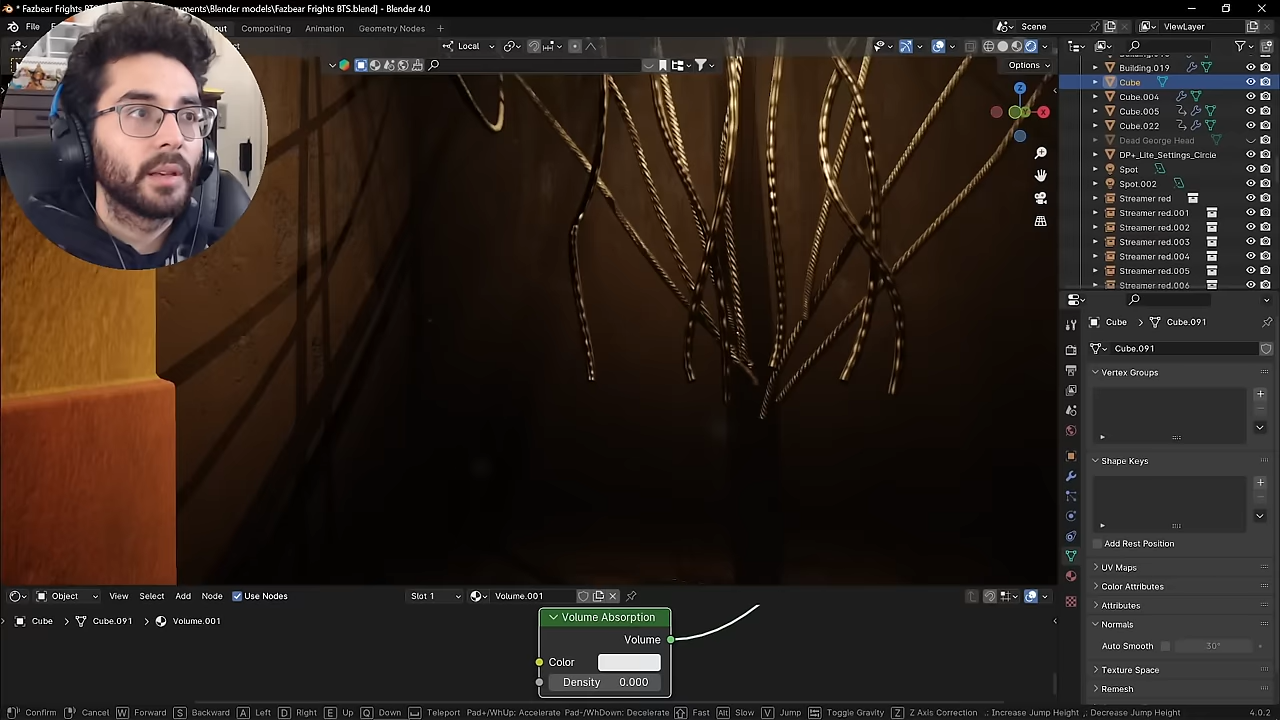 uments\Blender models\Fazbear Frights BTS.blend] - Blender 4.0
File
out
Compositing
Animation
Geometry Nodes
+
Scene
ViewLayer
Local
Options
Building.019
Cube
Cube.004
Cube.005
Cube.022
Dead George Head
DP+_Lite_Settings_Circle
Spot
Spot.002
Streamer red
Streamer red.001
Streamer red.002
Streamer red.003
Streamer red.004
Streamer red.005
Streamer red.006
Z
Y
X
Cube
Cube.091
Cube.091
Vertex Groups
Shape Keys
Add Rest Position
UV Maps
Color Attributes
Attributes
Normals
Auto Smooth
30°
Texture Space
Remesh
Object
View
Select
Add
Node
Use Nodes
Slot 1
Volume.001
Cube
Cube.091
Volume.001
Volume Absorption
Volume
Color
Density 0.000
Confirm Cancel W Forward S Backward A Left D Right E Up Q Down Teleport Pad+/WhUp: Accelerate Pad-/WhDown: Decelerate Fast Alt Slow V Jump Toggle Gravity Z Z Axis Correction .: Increase Jump Height ,: Decrease Jump Height
4.0.2